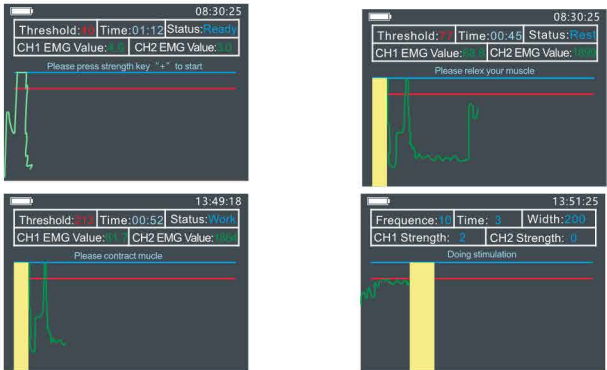 08:30:25
Threshold: Time:01:12 Status:Ready
CH1 EMG Value: CH2 EMG Value:
Please press strength key "+" to start
08:30:25
Threshold:77 Time:00:45 Status:Rest
CH1 EMG Value: CH2 EMG Value:
Please relex your muscle
13:49:18
Threshold: Time:00:52 Status:Work
CH1 EMG Value: CH2 EMG Value:
Please contract mucle
13:51:25
Frequence:10 Time: 3 Width:200
CH1 Strength: 2 CH2 Strength: 0
Doing stimulation